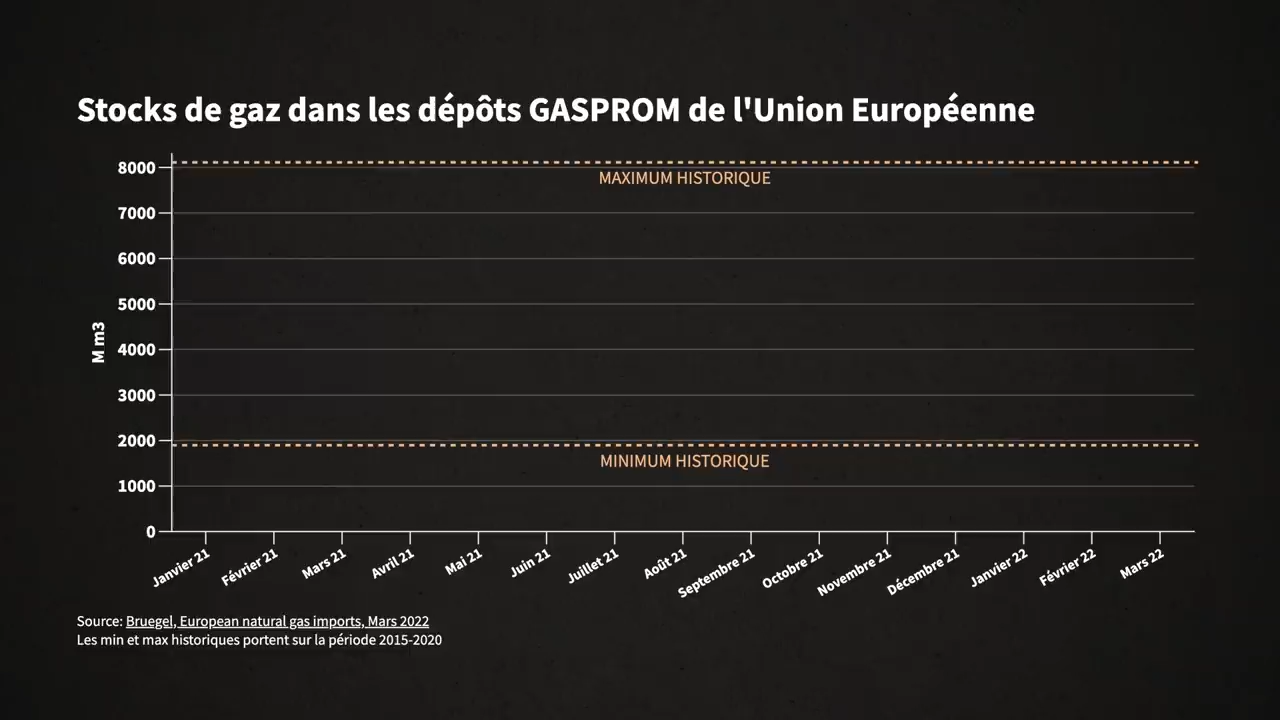 Stocks de gaz dans les dépôts GASPROM de l'Union Européenne
8000
MAXIMUM HISTORIQUE
7000
6000
5000
4000
M m3
3000
2000
MINIMUM HISTORIQUE
1000
0
Janvier 21
Février 21
Mars 21
Avril 21
Mai 21
Juin 21
Juillet 21
Août 21
Septembre 21
Octobre 21
Novembre 21
Décembre 21
Janvier 22
Février 22
Mars 22
Source: Bruegel, European natural gas imports, Mars 2022
Les min et max historiques portent sur la période 2015-2020